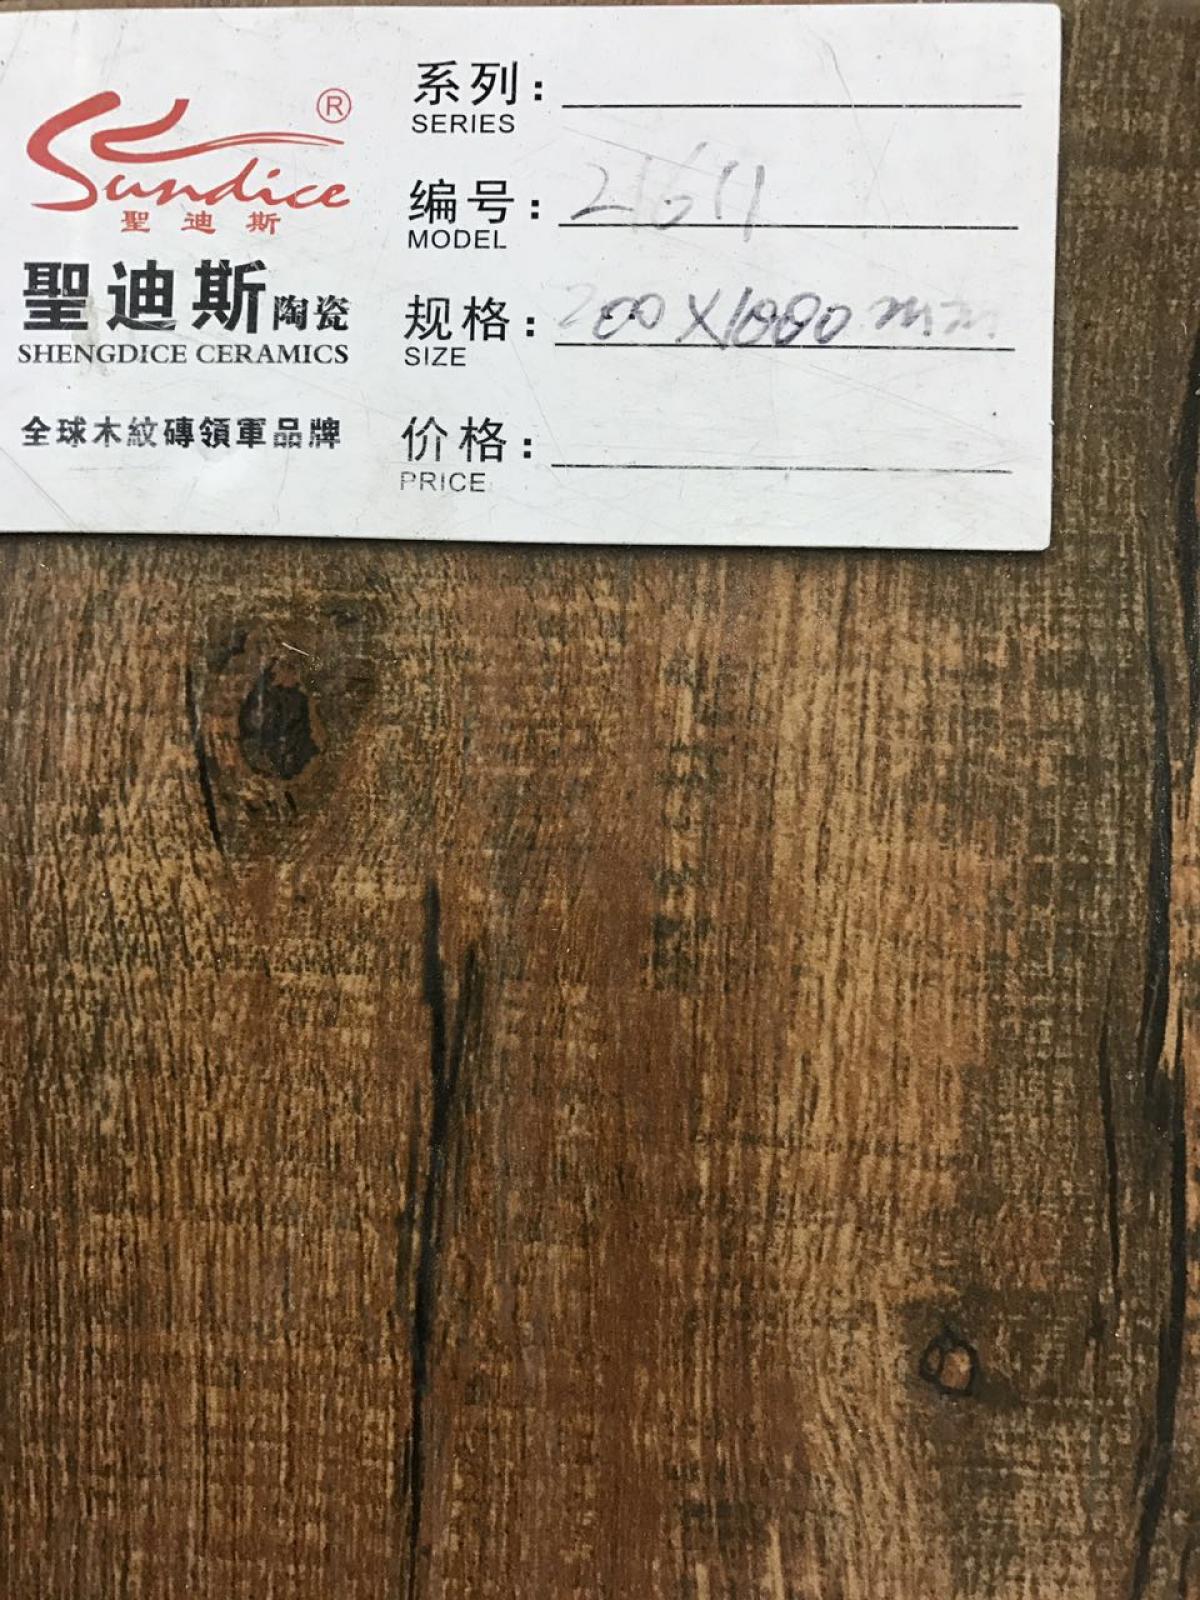 Sundice ®
聖迪斯
聖迪斯陶瓷
SHENGDICE CERAMICS
全球木紋磚領軍品牌
系列：
SERIES
编号：21611
MODEL
规格：200X1000mm
SIZE
价格：
PRICE